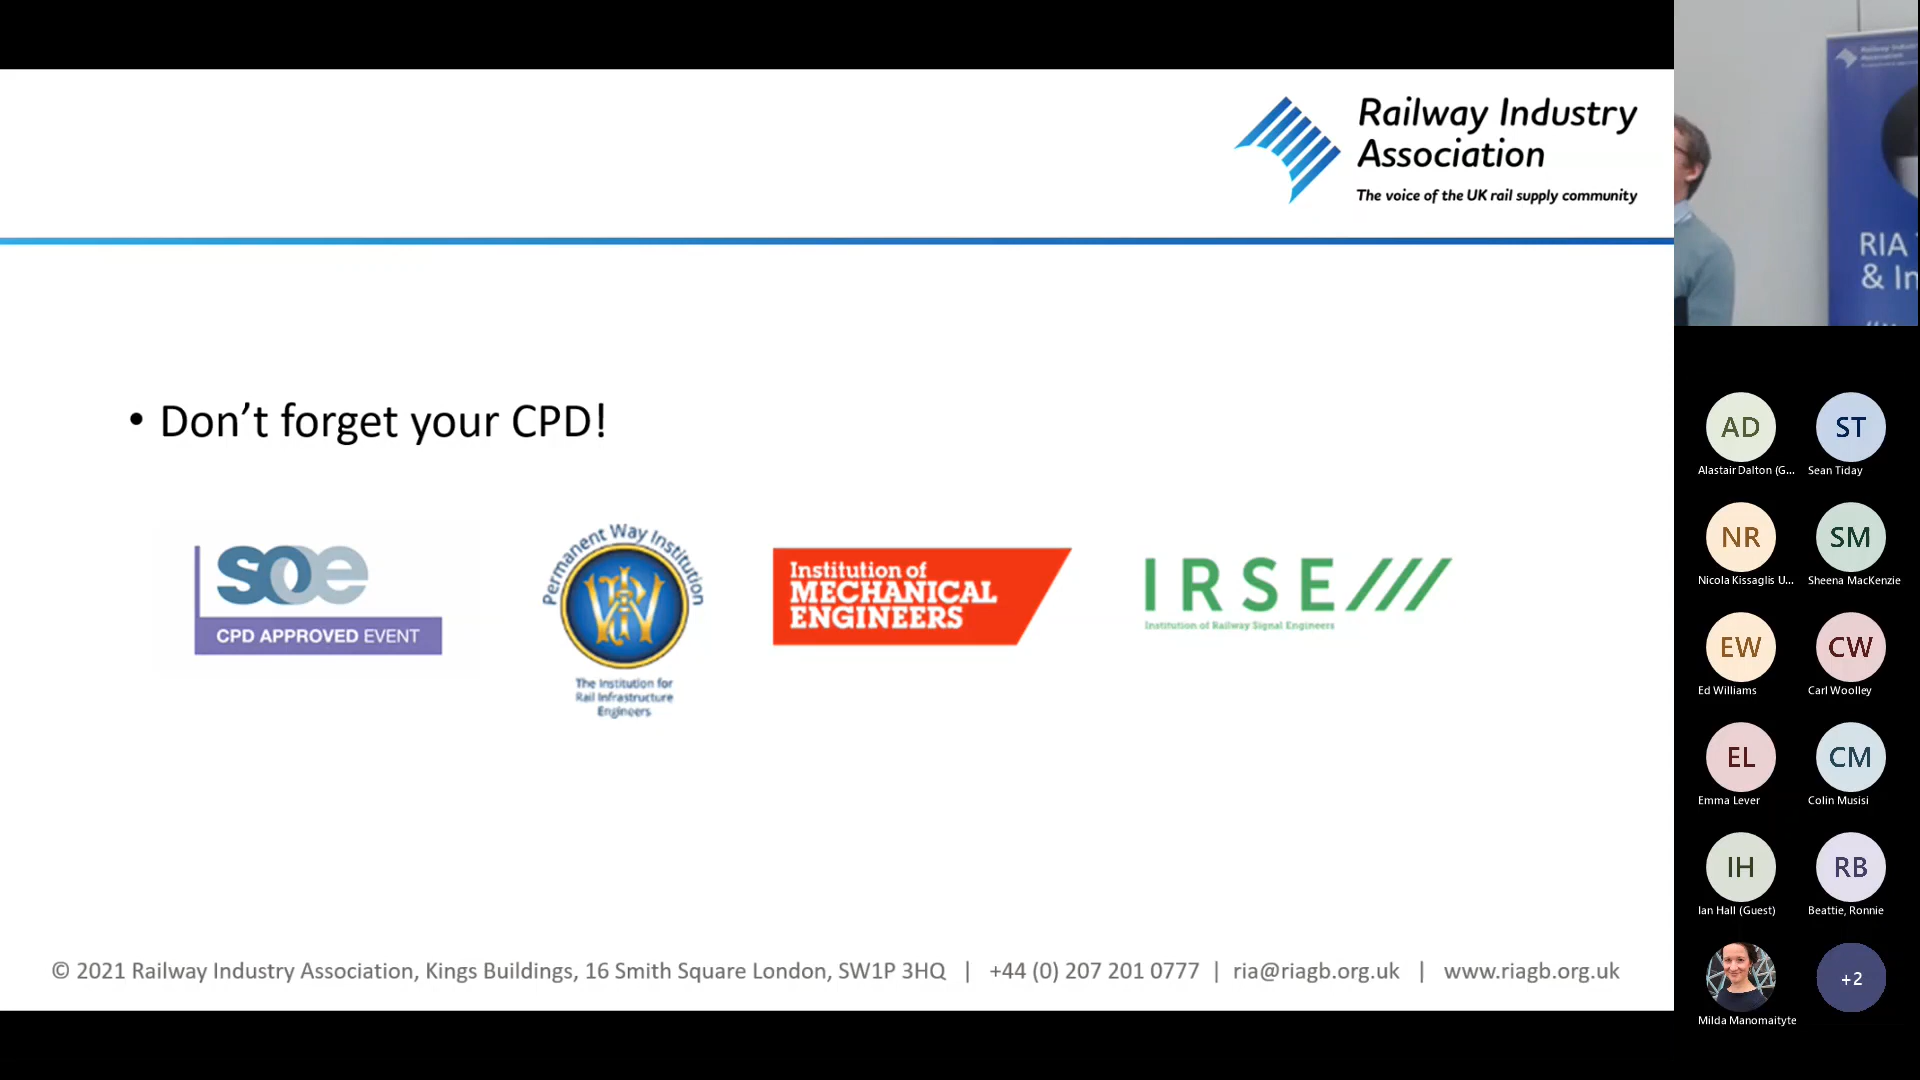 Railway Industry
Association
The voice of the UK rail supply community
• Don't forget your CPD!
soe
CPD APPROVED EVENT
Permanent Way Institution
The Institution for
Rail Infrastructure
Engineers
Institution of
MECHANICAL
ENGINEERS
IRSE///
Institution of Railway Signal Engineers
© 2021 Railway Industry Association, Kings Buildings, 16 Smith Square London, SW1P 3HQ | +44 (0) 207 201 0777 | ria@riagb.org.uk | www.riagb.org.uk
Railway Indust
Association
RIA
& In
AD ST
Alastair Dalton (G... Sean Tiday
NR SM
Nicola Kissaglis U... Sheena MacKenzie
EW CW
Ed Williams Carl Woolley
EL CM
Emma Lever Colin Musisi
IH RB
Ian Hall (Guest) Beattie, Ronnie
+2
Milda Manomaityte